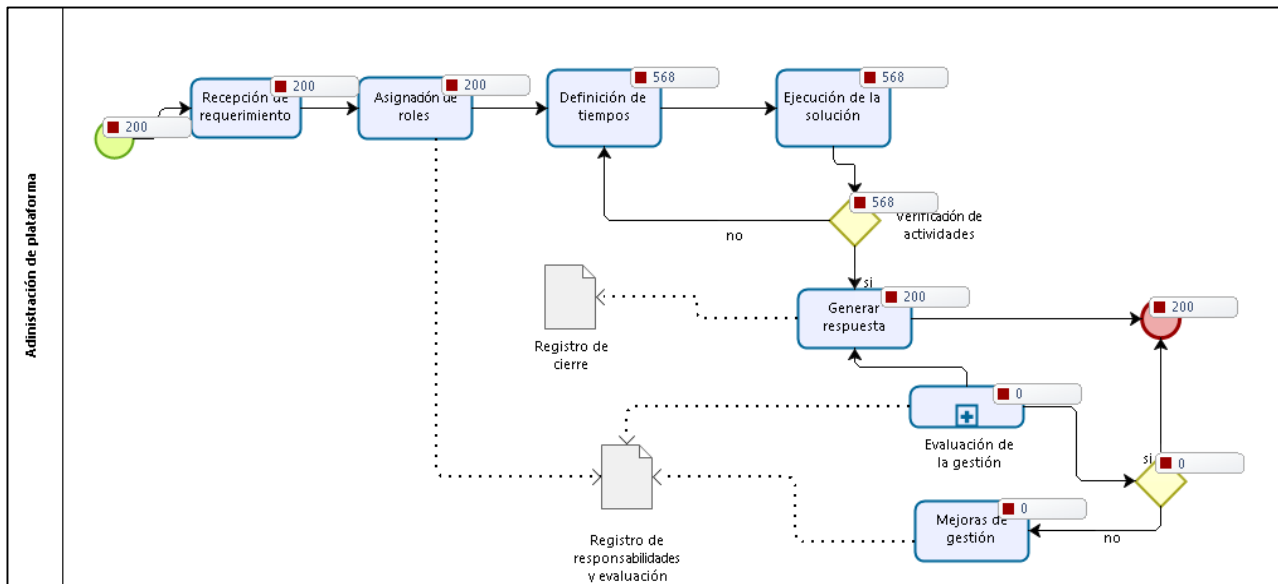 Adinistración de plataforma
200
Recepción de
requerimiento
200
Asignación de
roles
200
Definición de
tiempos
568
Ejecución de la
solución
568
568
Verificación de
actividades
no
si
Generar
respuesta
200
200
Registro de
cierre
0
Evaluación de
la gestión
si
0
no
Mejoras de
gestión
0
Registro de
responsabilidades
y evaluación